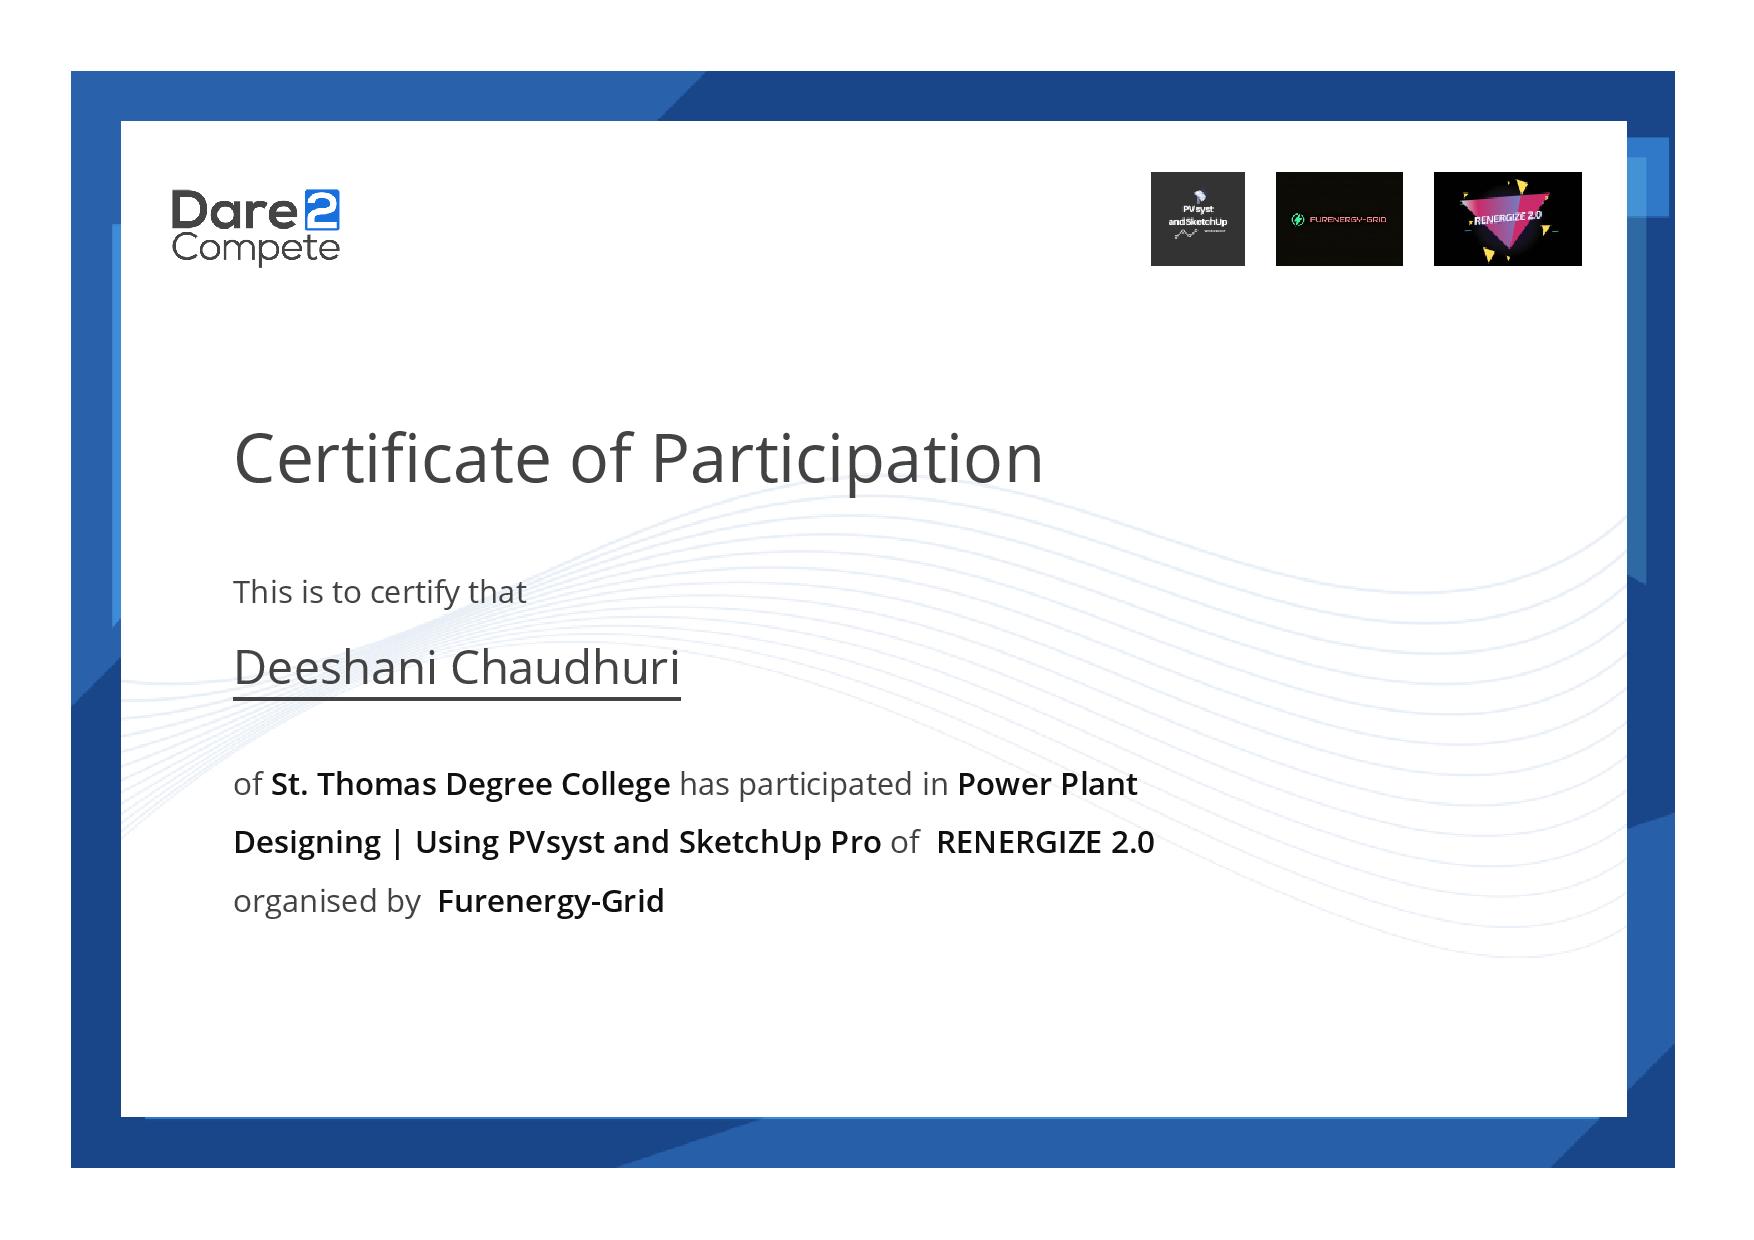 Dare2
Compete
PVsyst
and SketchUp
FURENERGY-GRID
RENERGIZE 2.0
Certificate of Participation
This is to certify that
Deeshani Chaudhuri
of St. Thomas Degree College has participated in Power Plant
Designing | Using PVsyst and SketchUp Pro of RENERGIZE 2.0
organised by Furenergy-Grid